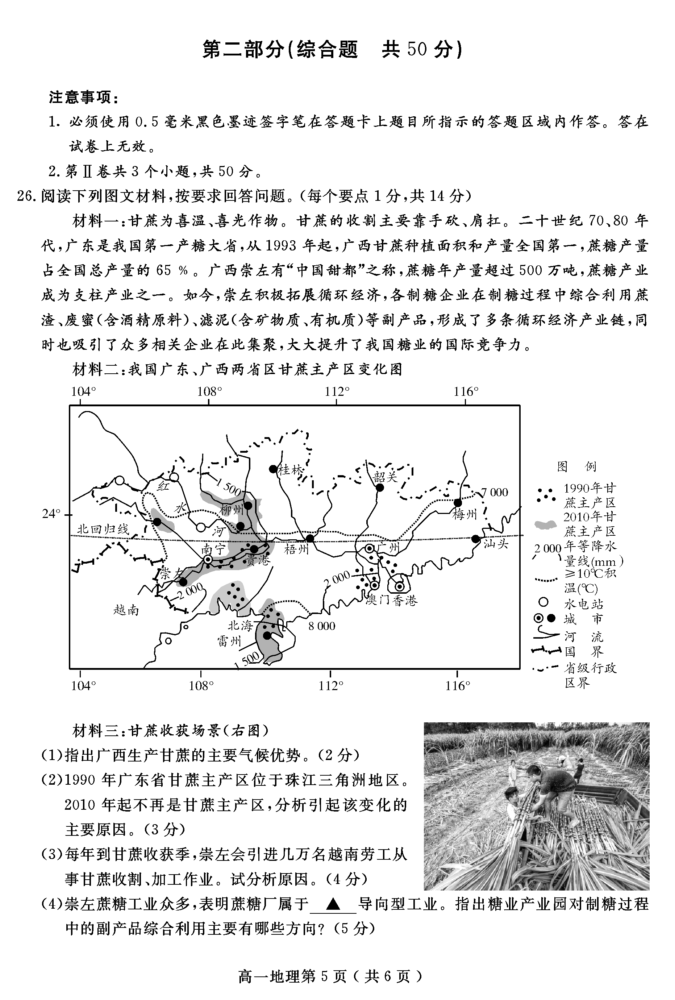 第二部分(综合题　共 50 分)
注意事项:
1. 必须使用 0.5 毫米黑色墨迹签字笔在答题卡上题目所指示的答题区域内作答。答在
试卷上无效。
2. 第Ⅱ卷共 3 个小题,共 50 分。
26. 阅读下列图文材料,按要求回答问题。(每个要点 1 分,共 14 分)
材料一:甘蔗为喜温、喜光作物。甘蔗的收割主要靠手砍、肩扛。二十世纪 70、80 年
代,广东是我国第一产糖大省,从 1993 年起,广西甘蔗种植面积和产量全国第一,蔗糖产量
占全国总产量的 65 %。广西崇左有“中国甜都”之称,蔗糖年产量超过 500 万吨,蔗糖产业
成为支柱产业之一。如今,崇左积极拓展循环经济,各制糖企业在制糖过程中综合利用蔗
渣、废蜜(含酒精原料)、滤泥(含矿物质、有机质)等副产品,形成了多条循环经济产业链,同
时也吸引了众多相关企业在此集聚,大大提升了我国糖业的国际竞争力。
材料二:我国广东、广西两省区甘蔗主产区变化图
104° 108° 112° 116°
24°
北回归线
红
水
河
1 500
桂林
柳州
韶关
7 000
梅州
南宁
贵港
梧州
广州
汕头
崇左
2 000
2 000
越南
澳门 香港
北海
雷州
8 000
1 500
104° 108° 112° 116°
图　例
1990年甘
蔗主产区
2010年甘
蔗主产区
2 000 年等降水
量线(mm)
≥10℃积
温(℃)
水电站
城　市
河　流
国　界
省级行政
区界
材料三:甘蔗收获场景(右图)
(1)指出广西生产甘蔗的主要气候优势。(2 分)
(2)1990 年广东省甘蔗主产区位于珠江三角洲地区。
2010 年起不再是甘蔗主产区,分析引起该变化的
主要原因。(3 分)
(3)每年到甘蔗收获季,崇左会引进几万名越南劳工从
事甘蔗收割、加工作业。试分析原因。(4 分)
(4)崇左蔗糖工业众多,表明蔗糖厂属于 ▲ 导向型工业。指出糖业产业园对制糖过程
中的副产品综合利用主要有哪些方向?(5 分)
高一地理第 5 页(共 6 页)